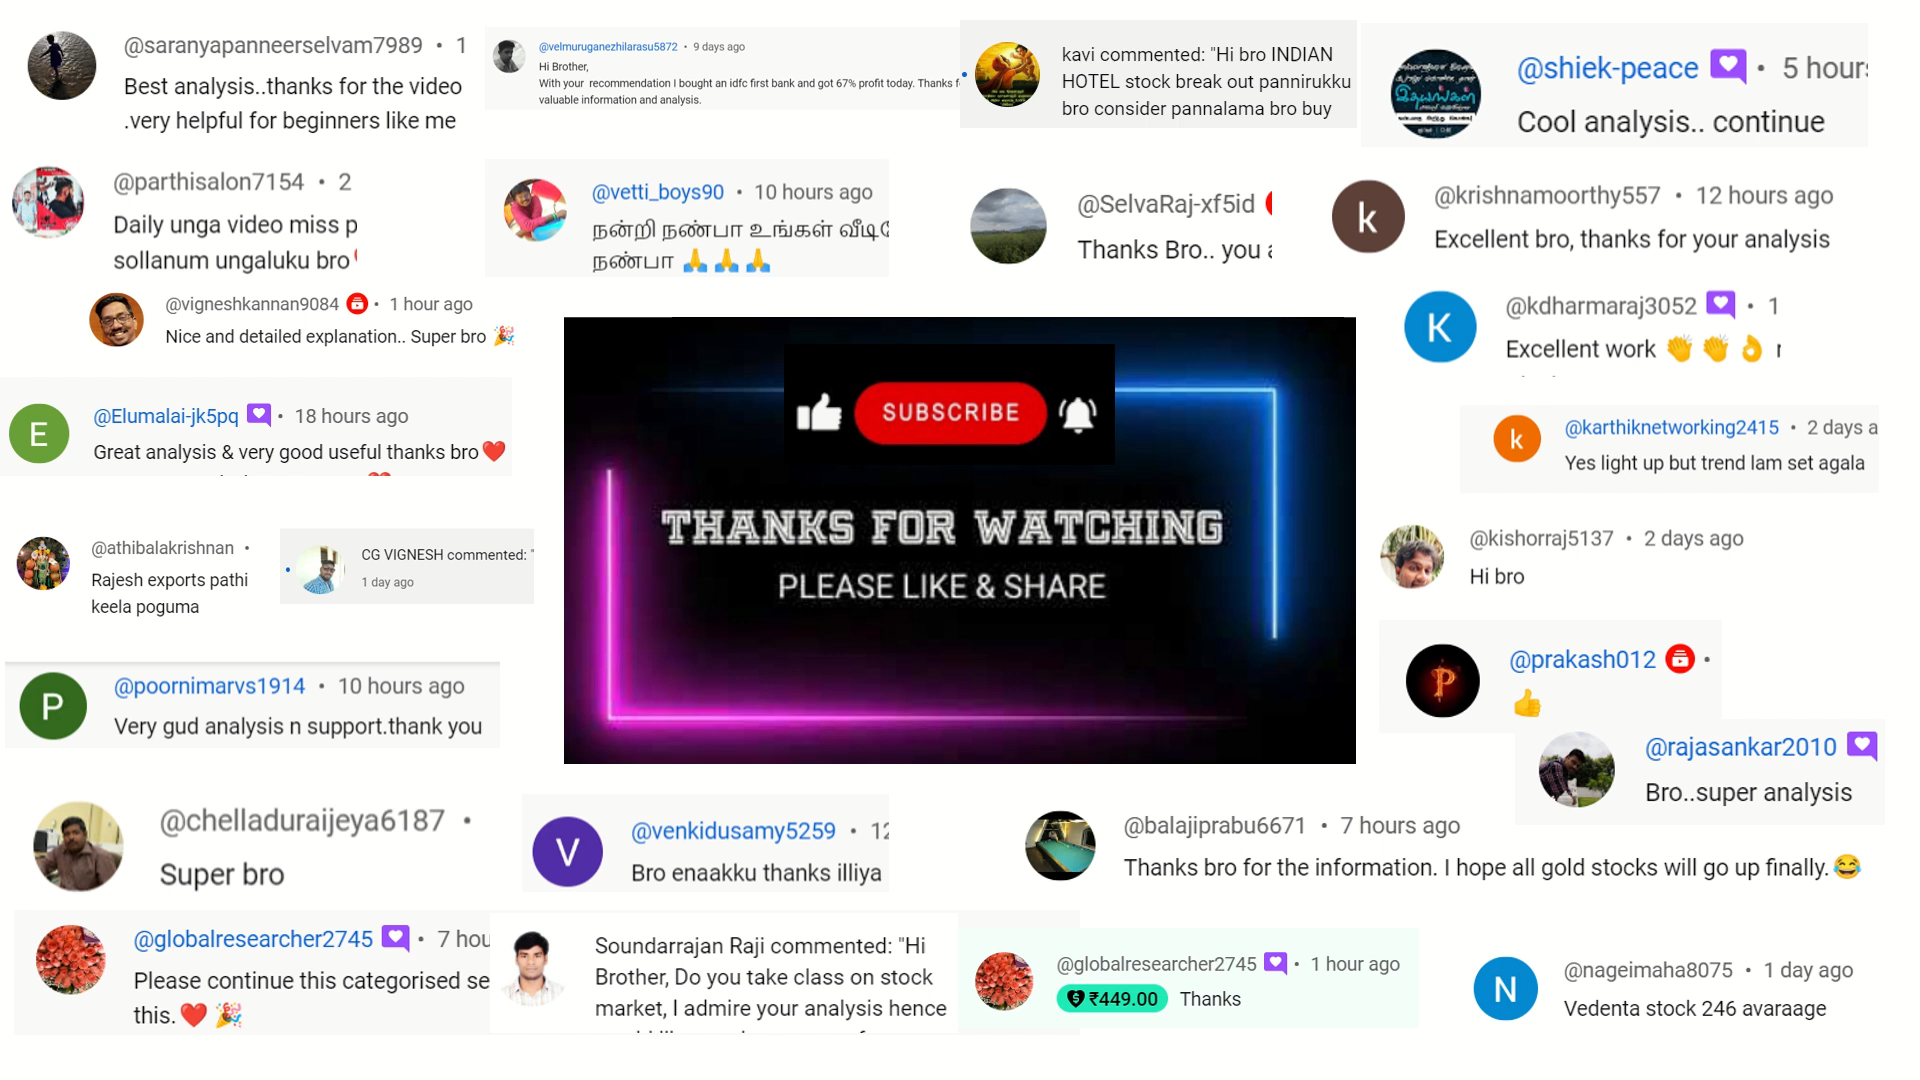 @saranyapanneerselvam7989 • 1
Best analysis..thanks for the video
.very helpful for beginners like me
@velmuruganezhilarasu5872 • 9 days ago
Hi Brother,
With your recommendation I bought an idfc first bank and got 67% profit today. Thanks f
valuable information and analysis.
kavi commented: "Hi bro INDIAN
HOTEL stock break out pannirukku
bro consider pannalama bro buy
@shiek-peace • 5 hours
Cool analysis.. continue
@parthisalon7154 • 2
Daily unga video miss p
sollanum ungaluku bro
@vetti_boys90 • 10 hours ago
நன்றி நண்பா உங்கள் வீடி
நண்பா 🙏 🙏 🙏
@SelvaRaj-xf5id
Thanks Bro.. you
k
@krishnamoorthy557 • 12 hours ago
Excellent bro, thanks for your analysis
@vigneshkannan9084 • 1 hour ago
Nice and detailed explanation.. Super bro 🎉
K
@kdharmaraj3052 • 1
Excellent work 👏 👏 👌
E
@Elumalai-jk5pq • 18 hours ago
Great analysis & very good useful thanks bro❤️
SUBSCRIBE
THANKS FOR WATCHING
PLEASE LIKE & SHARE
k
@karthiknetworking2415 • 2 days a
Yes light up but trend lam set agala
@athibalakrishnan •
Rajesh exports pathi
keela poguma
CG VIGNESH commented: "
1 day ago
@kishorraj5137 • 2 days ago
Hi bro
P
@poornimarvs1914 • 10 hours ago
Very gud analysis n support.thank you
P
@prakash012 •
👍
@rajasankar2010
Bro..super analysis
@chelladuraijeya6187 •
Super bro
V
@venkidusamy5259 • 12
Bro enaakku thanks illiya
@balajiprabu6671 • 7 hours ago
Thanks bro for the information. I hope all gold stocks will go up finally.😂
@globalresearcher2745 • 7 hou
Please continue this categorised se
this.❤️ 🎉
Soundarrajan Raji commented: "Hi
Brother, Do you take class on stock
market, I admire your analysis hence
@globalresearcher2745 • 1 hour ago
₹449.00 Thanks
N
@nageimaha8075 • 1 day ago
Vedenta stock 246 avaraage